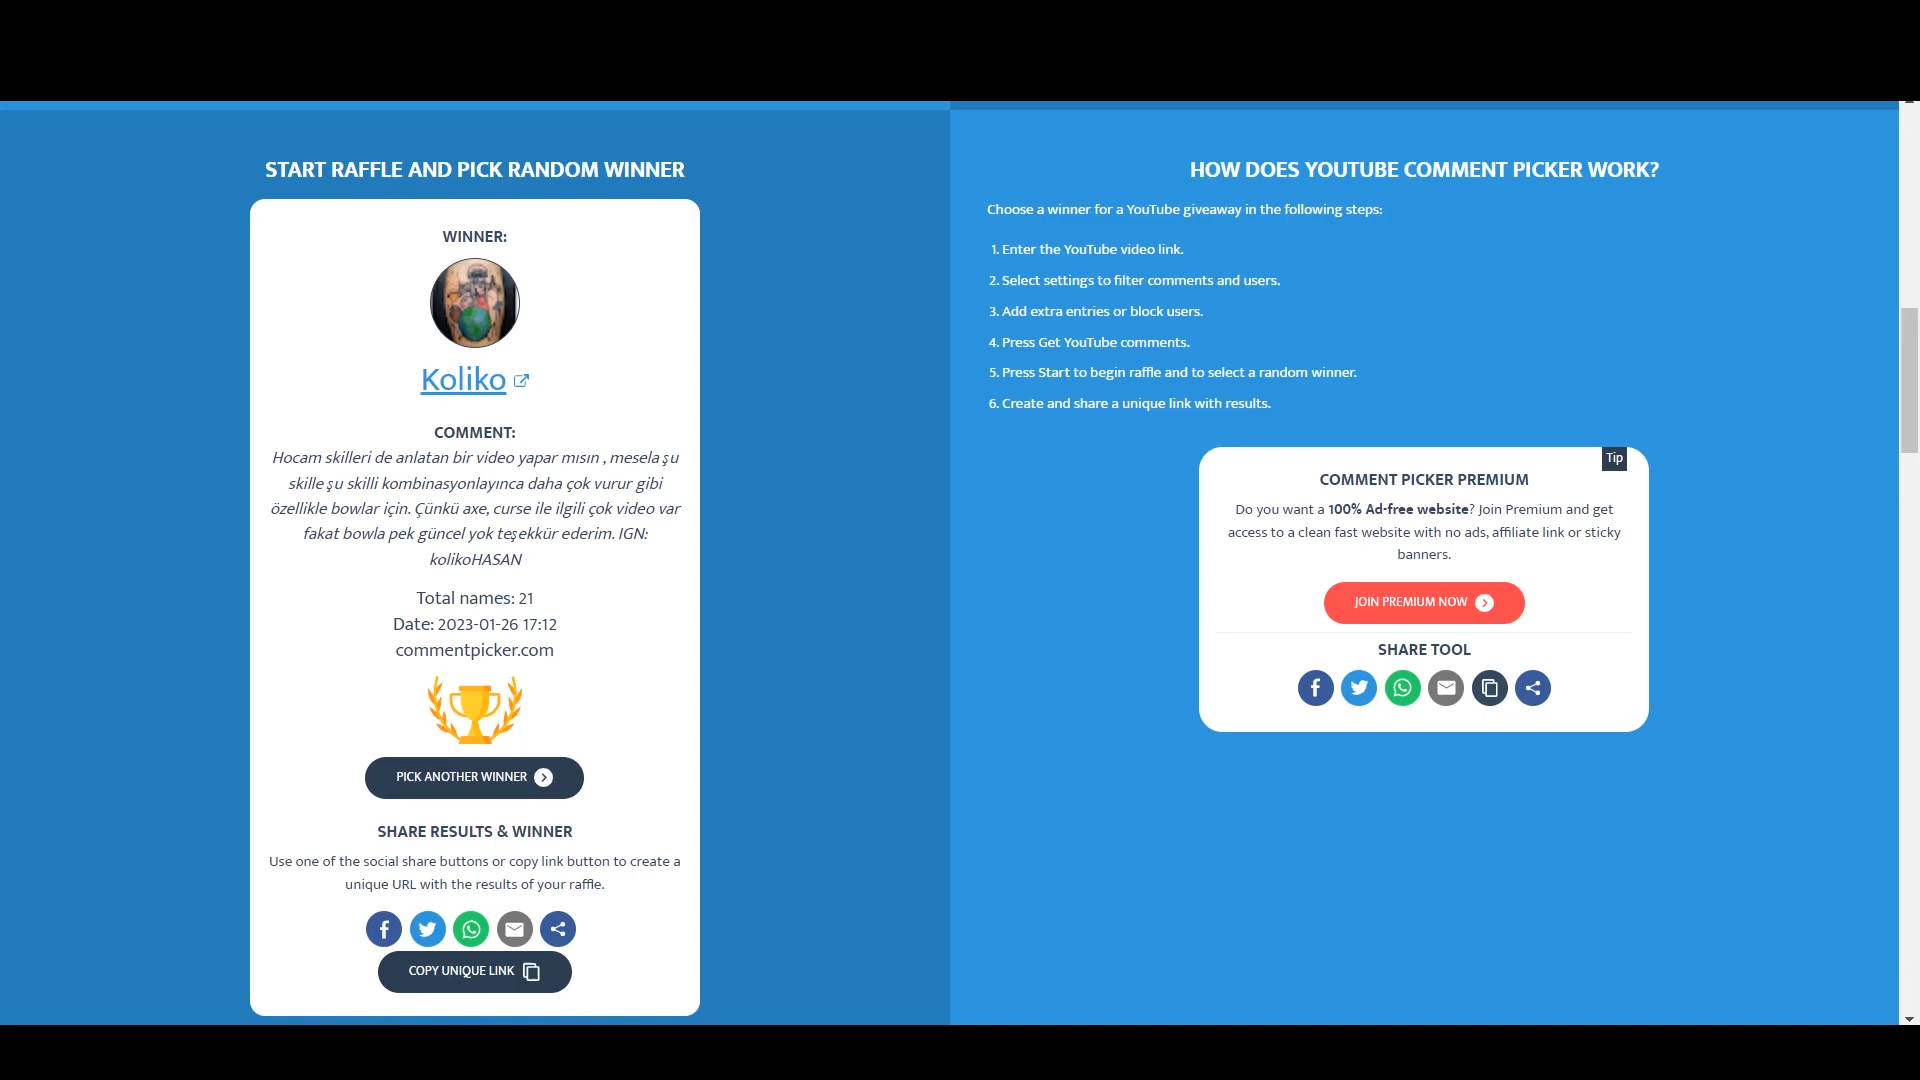 START RAFFLE AND PICK RANDOM WINNER
WINNER:
Koliko
COMMENT:
Hocam skilleri de anlatan bir video yapar mısın , mesela şu
skille şu skilli kombinasyonlayınca daha çok vurur gibi
özellikle bowlar için. Çünkü axe, curse ile ilgili çok video var
fakat bowla pek güncel yok teşekkür ederim. IGN:
kolikoHASAN
Total names: 21
Date: 2023-01-26 17:12
commentpicker.com
PICK ANOTHER WINNER
SHARE RESULTS & WINNER
Use one of the social share buttons or copy link button to create a
unique URL with the results of your raffle.
COPY UNIQUE LINK
HOW DOES YOUTUBE COMMENT PICKER WORK?
Choose a winner for a YouTube giveaway in the following steps:
1. Enter the YouTube video link.
2. Select settings to filter comments and users.
3. Add extra entries or block users.
4. Press Get YouTube comments.
5. Press Start to begin raffle and to select a random winner.
6. Create and share a unique link with results.
Tip
COMMENT PICKER PREMIUM
Do you want a 100% Ad-free website? Join Premium and get
access to a clean fast website with no ads, affiliate link or sticky
banners.
JOIN PREMIUM NOW
SHARE TOOL